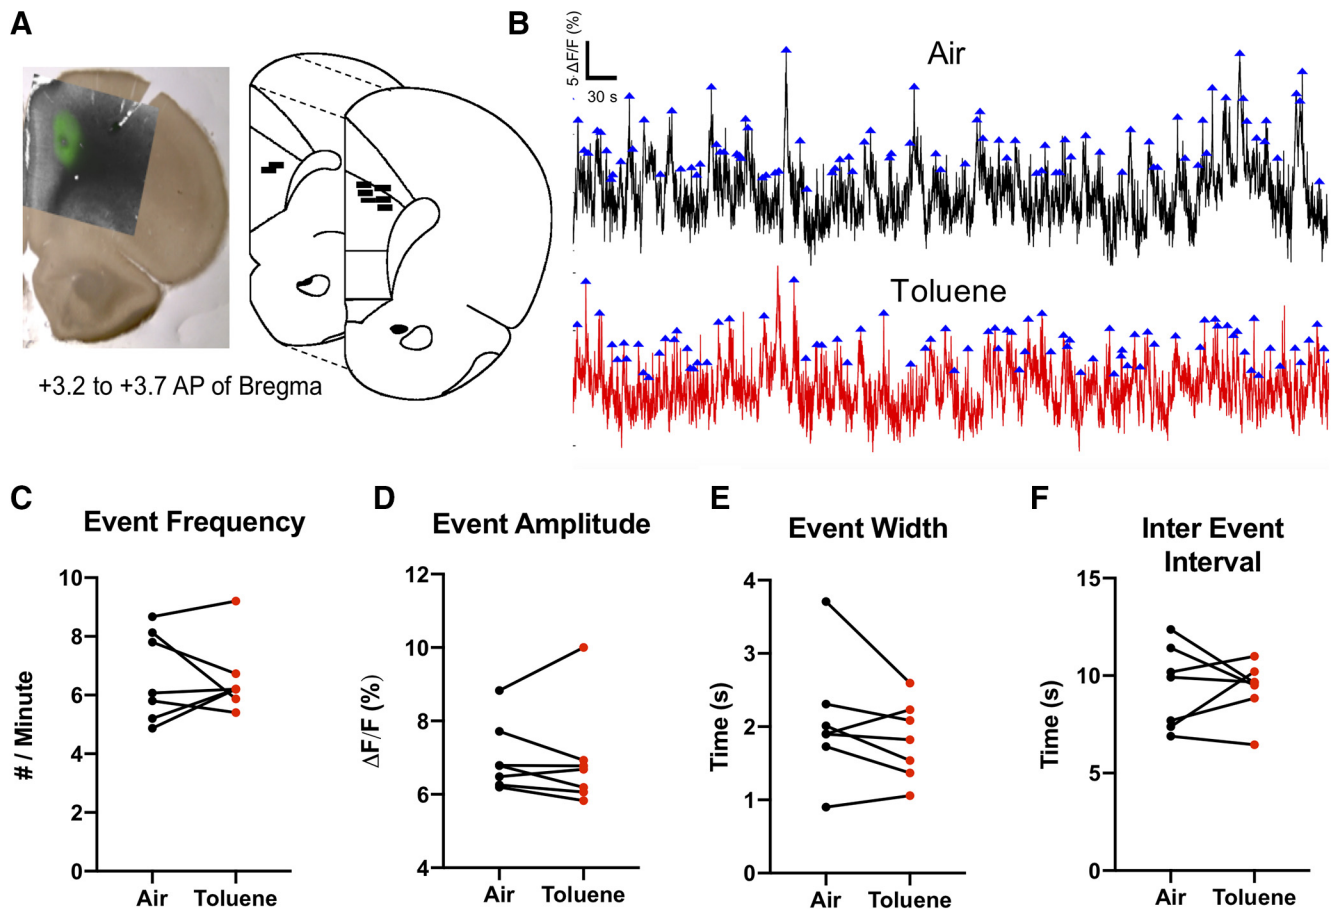 A
B
5 ΔF/F (%)
30 s
Air
Toluene
+3.2 to +3.7 AP of Bregma
C
Event Frequency
# / Minute
10
8
6
4
2
0
Air
Toluene
D
Event Amplitude
ΔF/F (%)
12
10
8
6
4
Air
Toluene
E
Event Width
Time (s)
4
3
2
1
0
Air
Toluene
F
Inter Event
Interval
Time (s)
15
10
5
0
Air
Toluene